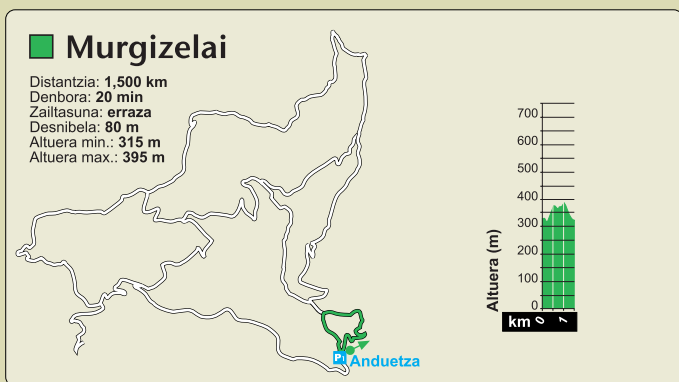 Murgizelai
Distantzia: 1,500 km
Denbora: 20 min
Zailtasuna: erraza
Desnibela: 80 m
Altuera min.: 315 m
Altuera max.: 395 m
P
Anduetza
Altuera (m)
700
600
500
400
300
200
100
0
km 0 1